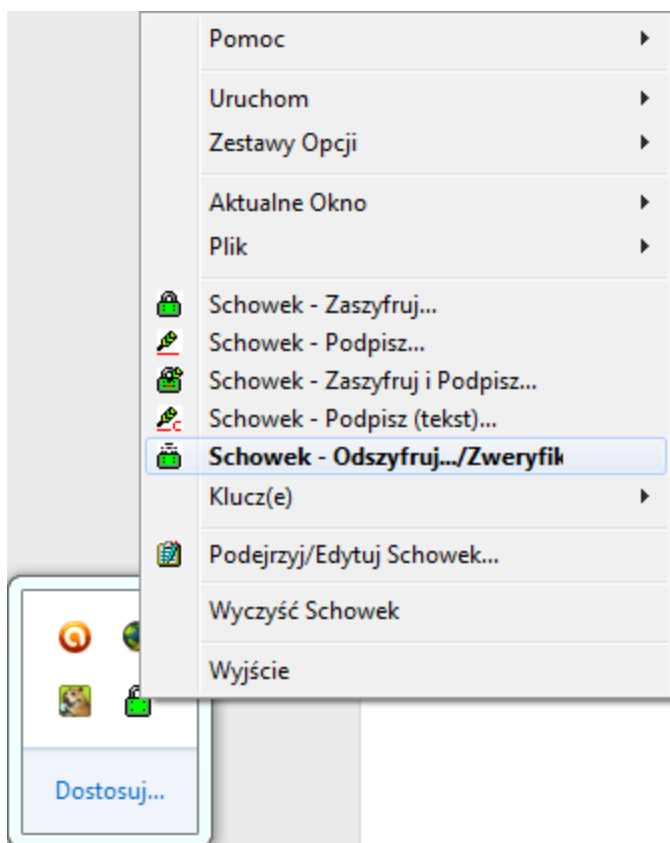 Pomoc
Uruchom
Zestawy Opcji
Aktualne Okno
Plik
Schowek - Zaszyfruj...
Schowek - Podpisz...
Schowek - Zaszyfruj i Podpisz...
Schowek - Podpisz (tekst)...
Schowek - Odszyfruj.../Zweryfik
Klucz(e)
Podejrzyj/Edytuj Schowek...
Wyczyść Schowek
Wyjście
Dostosuj...